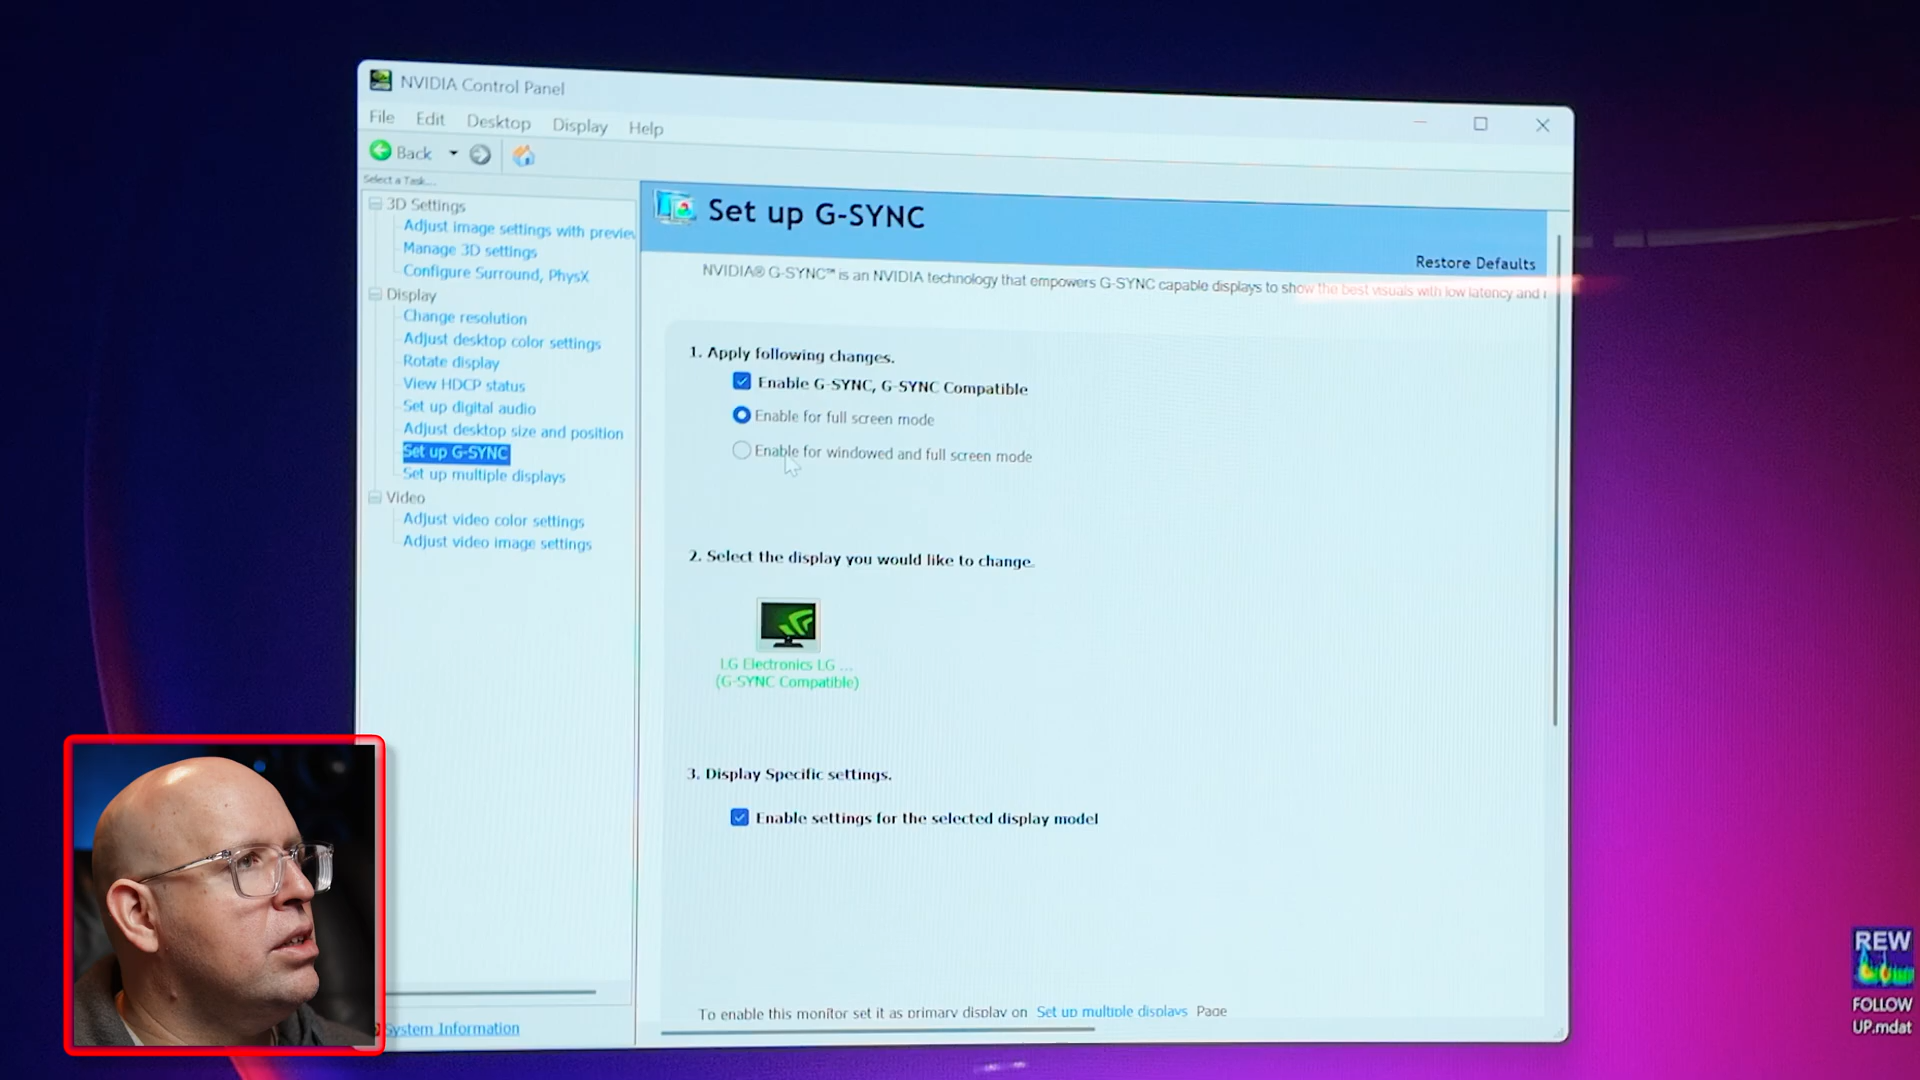 NVIDIA Control Panel
File Edit Desktop Display Help
Back
Select a Task...
3D Settings
Adjust image settings with preview
Manage 3D settings
Configure Surround, PhysX
Display
Change resolution
Adjust desktop color settings
Rotate display
View HDCP status
Set up digital audio
Adjust desktop size and position
Set up G-SYNC
Set up multiple displays
Video
Adjust video color settings
Adjust video image settings
System Information
Set up G-SYNC
Restore Defaults
NVIDIA® G-SYNC™ is an NVIDIA technology that empowers G-SYNC capable displays to show the best visuals with low latency and
1. Apply following changes.
Enable G-SYNC, G-SYNC Compatible
Enable for full screen mode
Enable for windowed and full screen mode
2. Select the display you would like to change.
LG Electronics LG ...
(G-SYNC Compatible)
3. Display Specific settings.
Enable settings for the selected display model
To enable this monitor set it as primary display on Set up multiple displays Page
REW
FOLLOW
UP.mdat